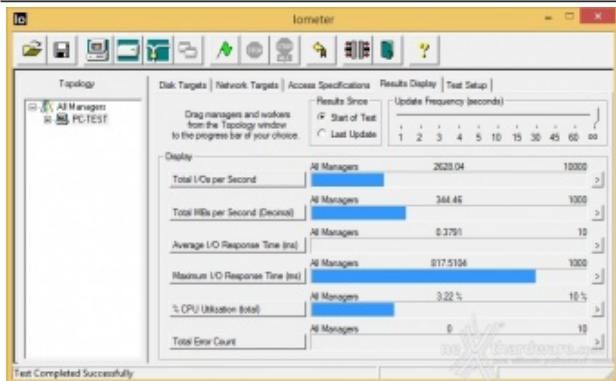 Io
Iometer
Topology
All Managers
PC-TEST
Disk Targets
Network Targets
Access Specifications
Results Display
Test Setup
Drag managers and workers
from the Topology window
to the progress bar of your choice.
Results Since
Start of Test
Last Update
Update Frequency (seconds)
1 2 3 4 5 10 15 30 45 60 oo
Display
All Managers 2628.04 10000
Total I/Os per Second >
All Managers 344.46 1000
Total MBs per Second (Decimal) >
All Managers 0.3791 10
Average I/O Response Time (ms) >
All Managers 817.5104 1000
Maximum I/O Response Time (ms) >
All Managers 3.22 % 10 %
% CPU Utilization (total) >
All Managers 0 10
Total Error Count >
Test Completed Successfully